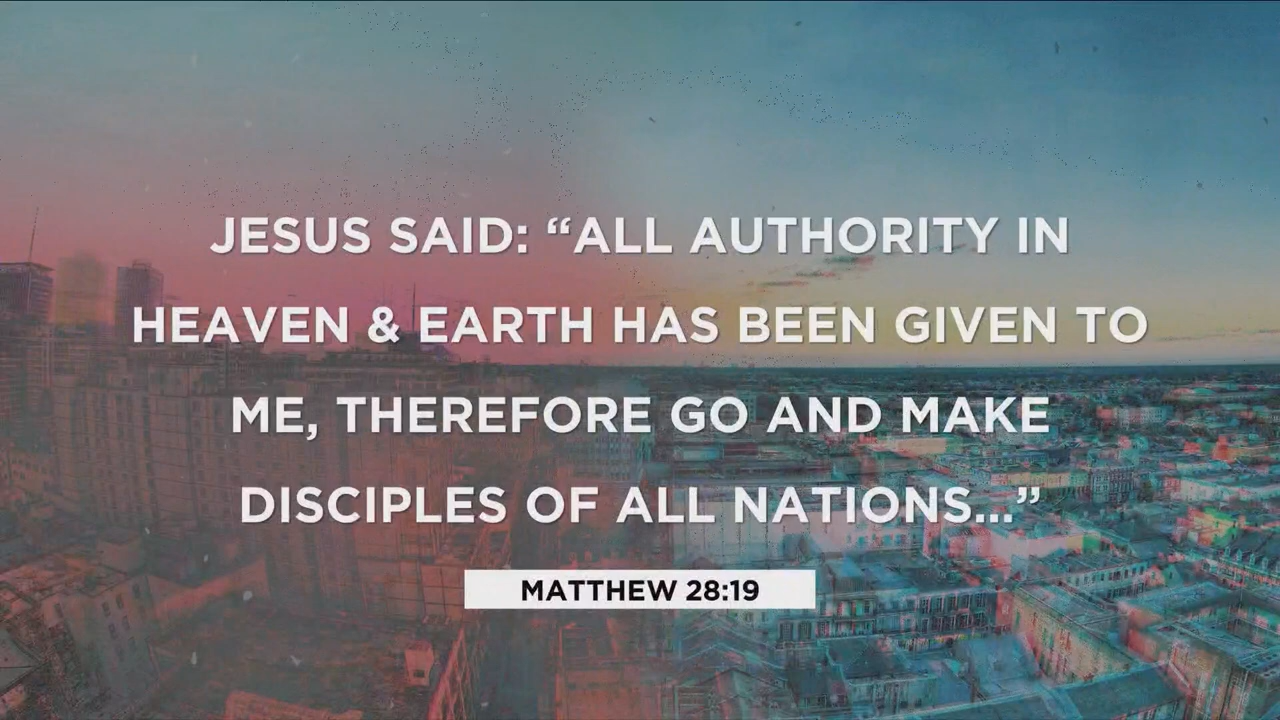 JESUS SAID: “ALL AUTHORITY IN
HEAVEN & EARTH HAS BEEN GIVEN TO
ME, THEREFORE GO AND MAKE
DISCIPLES OF ALL NATIONS...”
MATTHEW 28:19